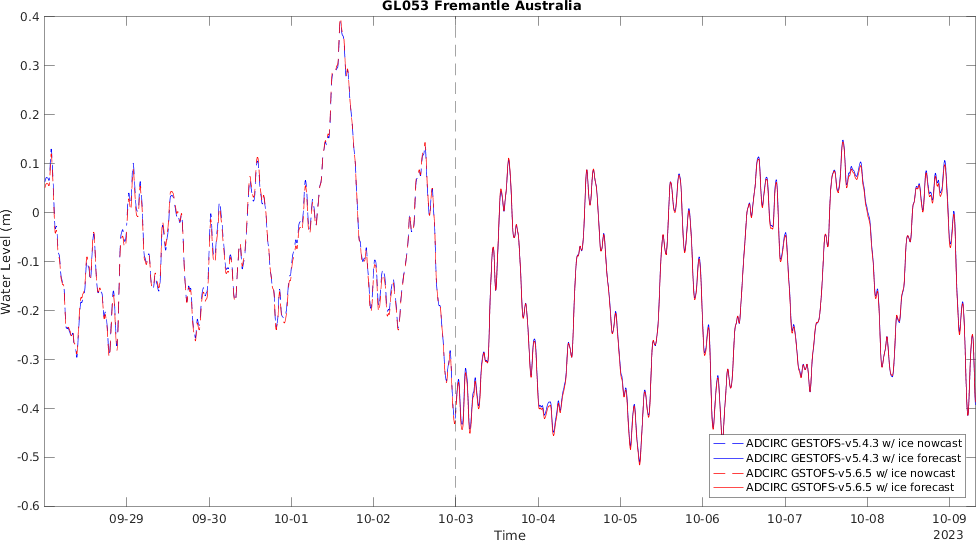 GL053 Fremantle Australia
0.4
0.3
0.2
0.1
0
-0.1
-0.2
-0.3
-0.4
-0.5
-0.6
Water Level (m)
ADCIRC GESTOFS-v5.4.3 w/ ice nowcast
ADCIRC GESTOFS-v5.4.3 w/ ice forecast
ADCIRC GSTOFS-v5.6.5 w/ ice nowcast
ADCIRC GSTOFS-v5.6.5 w/ ice forecast
09-29 09-30 10-01 10-02 10-03 10-04 10-05 10-06 10-07 10-08 10-09
Time 2023